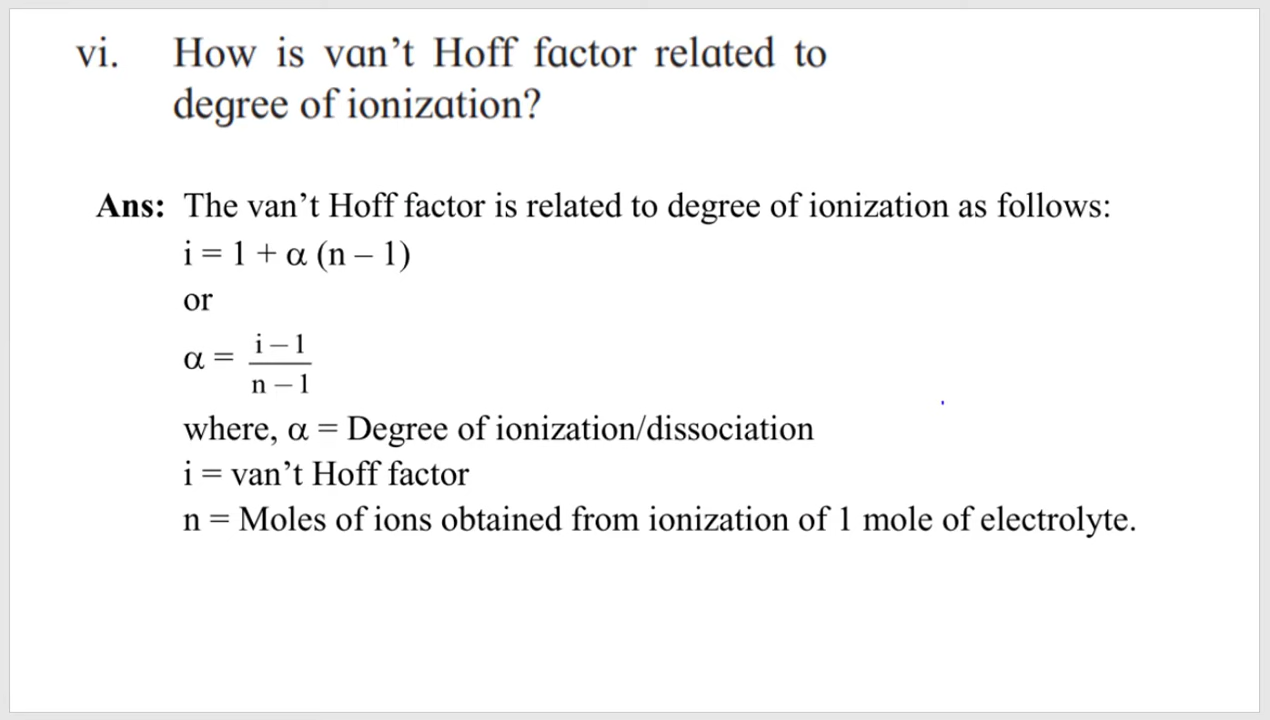 vi. How is van’t Hoff factor related to
degree of ionization?
Ans: The van’t Hoff factor is related to degree of ionization as follows:
i = 1 + α (n – 1)
or
α = i – 1 / n – 1
where, α = Degree of ionization/dissociation
i = van’t Hoff factor
n = Moles of ions obtained from ionization of 1 mole of electrolyte.